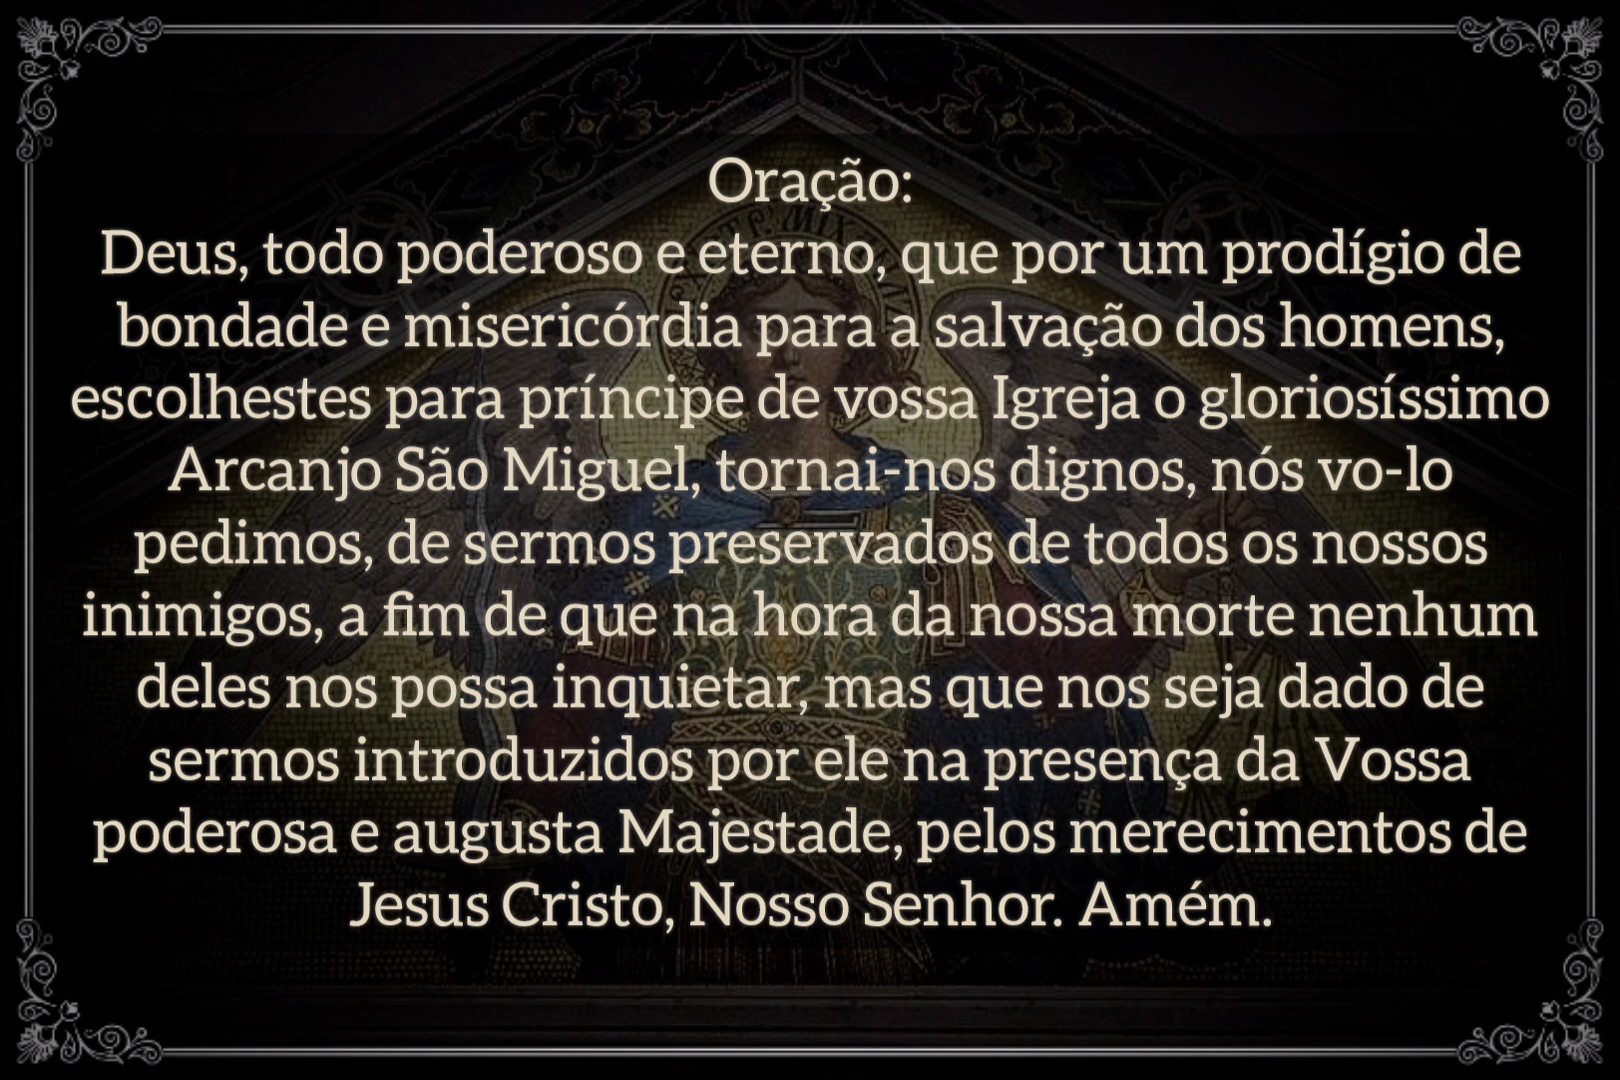 Oração:
Deus, todo poderoso e eterno, que por um prodígio de
bondade e misericórdia para a salvação dos homens,
escolhestes para príncipe de vossa Igreja o gloriosíssimo
Arcanjo São Miguel, tornai-nos dignos, nós vo-lo
pedimos, de sermos preservados de todos os nossos
inimigos, a fim de que na hora da nossa morte nenhum
deles nos possa inquietar, mas que nos seja dado de
sermos introduzidos por ele na presença da Vossa
poderosa e augusta Majestade, pelos merecimentos de
Jesus Cristo, Nosso Senhor. Amém.